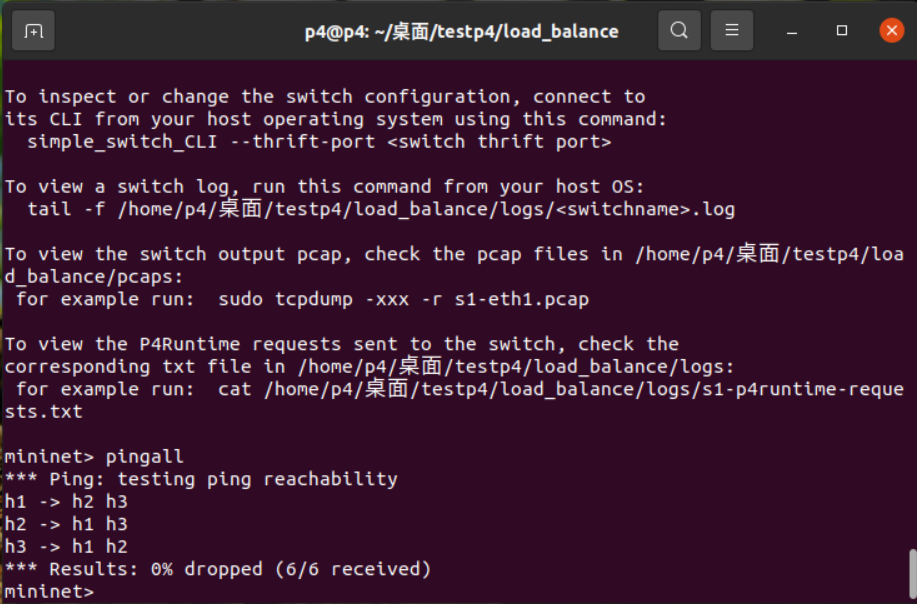 p4@p4: ~/桌面/testp4/load_balance
To inspect or change the switch configuration, connect to
its CLI from your host operating system using this command:
  simple_switch_CLI --thrift-port <switch thrift port>
To view a switch log, run this command from your host OS:
  tail -f /home/p4/桌面/testp4/load_balance/logs/<switchname>.log
To view the switch output pcap, check the pcap files in /home/p4/桌面/testp4/loa
d_balance/pcaps:
 for example run:  sudo tcpdump -xxx -r s1-eth1.pcap
To view the P4Runtime requests sent to the switch, check the
corresponding txt file in /home/p4/桌面/testp4/load_balance/logs:
 for example run:  cat /home/p4/桌面/testp4/load_balance/logs/s1-p4runtime-reque
sts.txt
mininet> pingall
*** Ping: testing ping reachability
h1 -> h2 h3
h2 -> h1 h3
h3 -> h1 h2
*** Results: 0% dropped (6/6 received)
mininet>